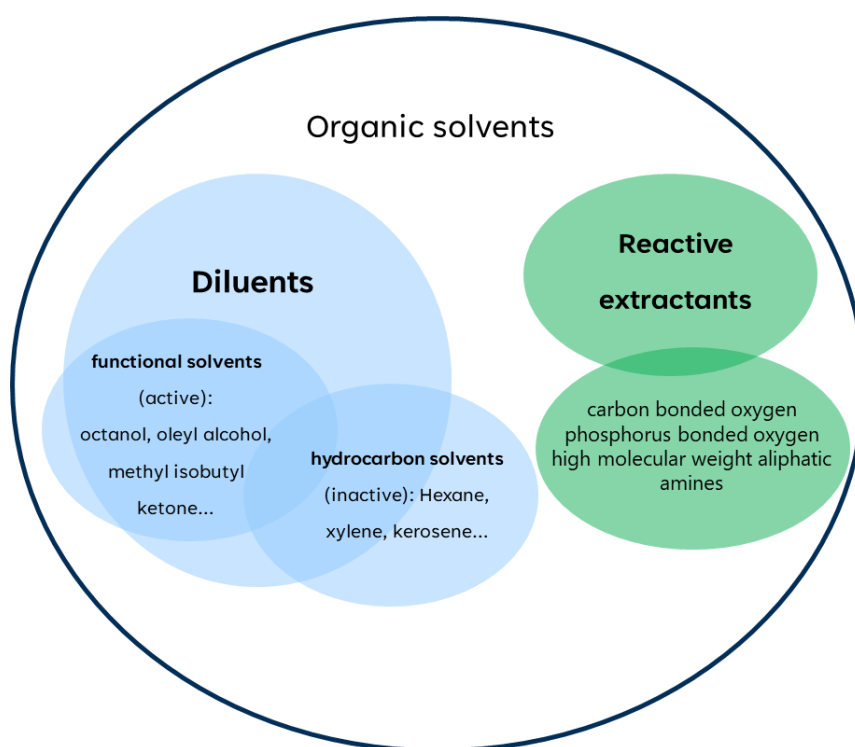 Organic solvents
Diluents
functional solvents
(active):
octanol, oleyl alcohol,
methyl isobutyl
ketone...
hydrocarbon solvents
(inactive): Hexane,
xylene, kerosene...
Reactive
extractants
carbon bonded oxygen
phosphorus bonded oxygen
high molecular weight aliphatic
amines